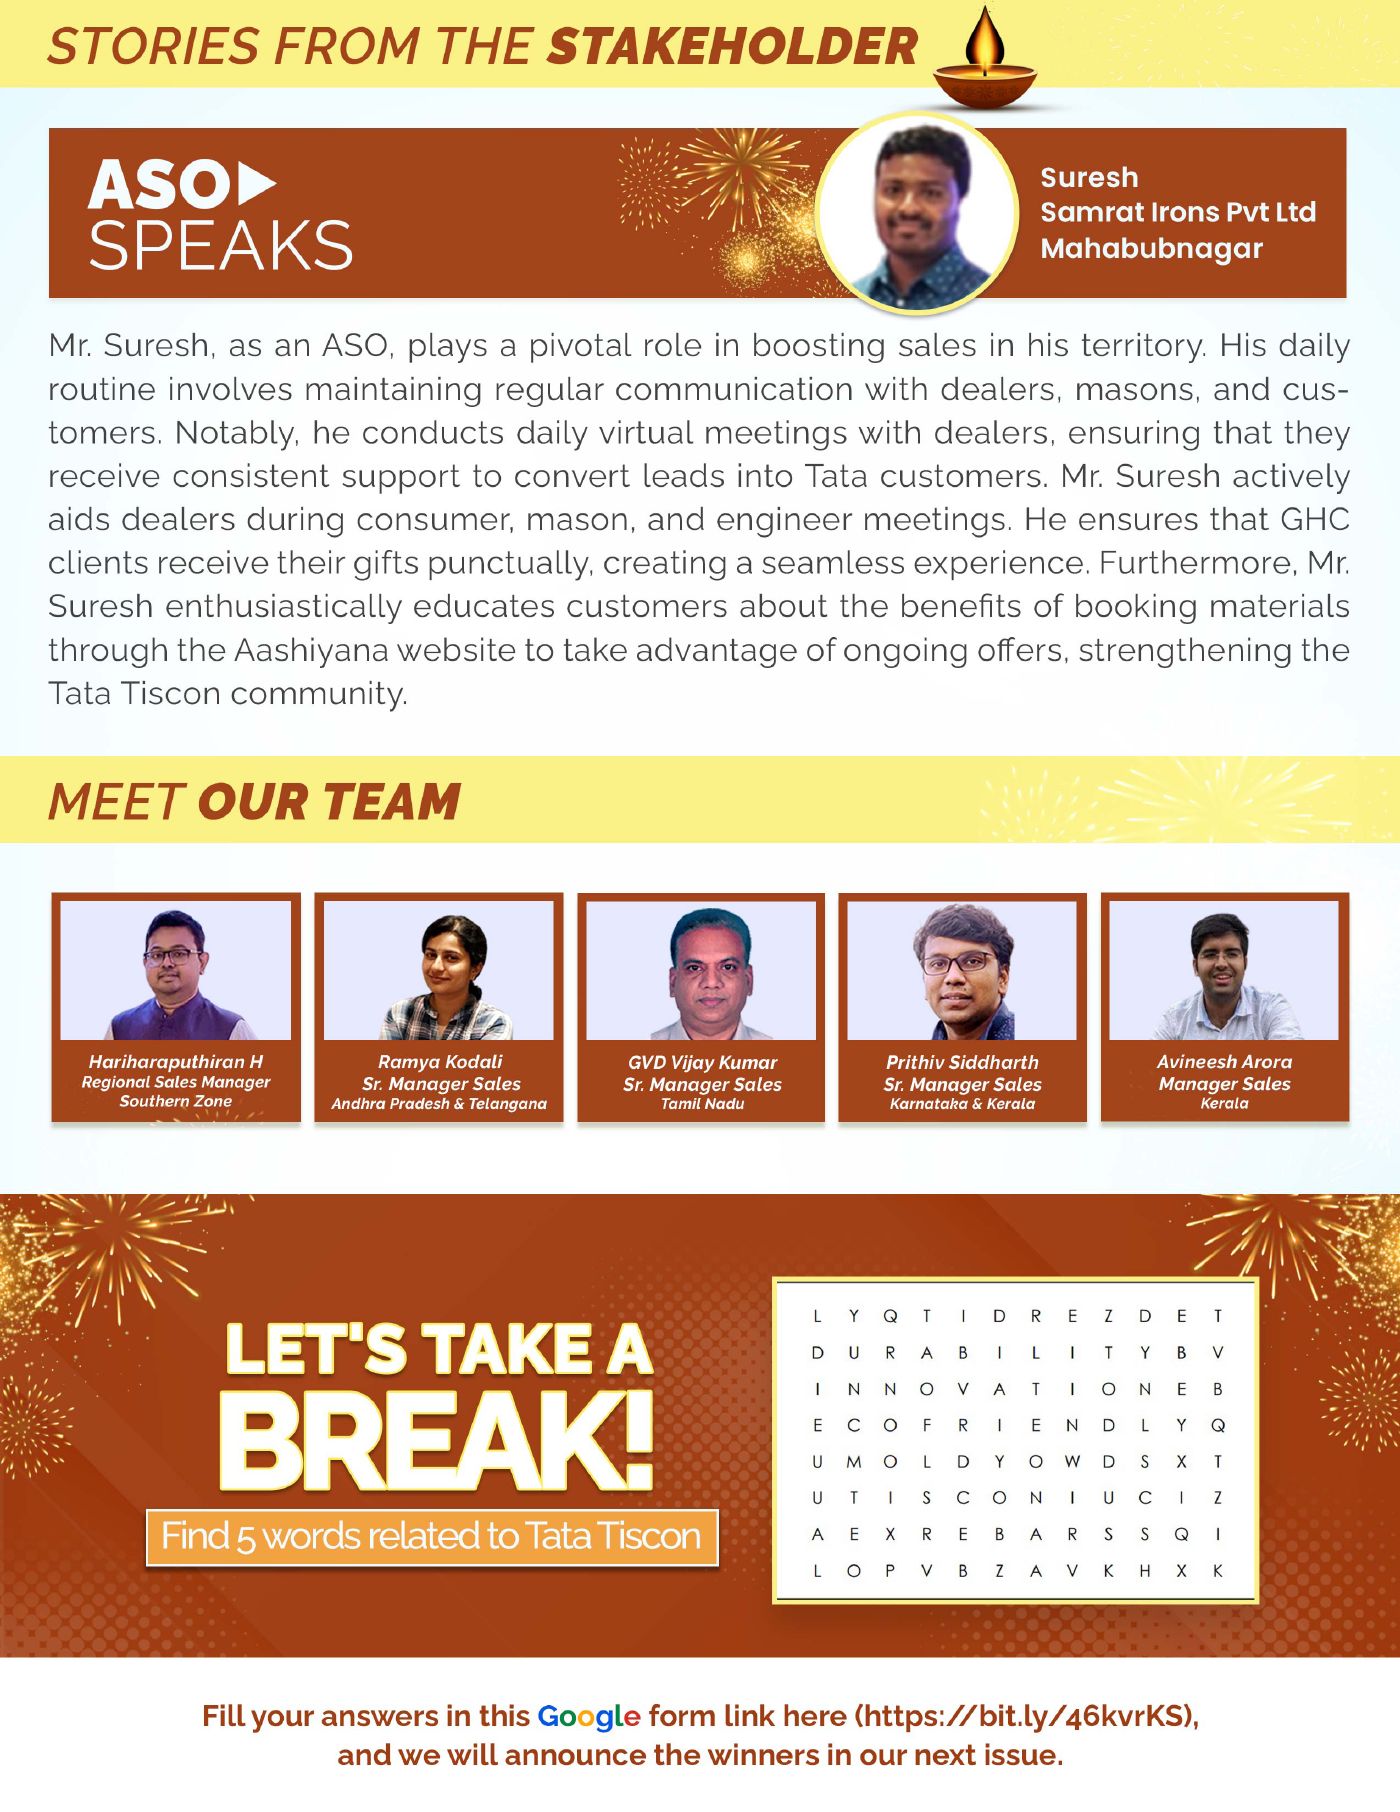 STORIES FROM THE STAKEHOLDER
ASO
SPEAKS
Suresh
Samrat Irons Pvt Ltd
Mahabubnagar
Mr. Suresh, as an ASO, plays a pivotal role in boosting sales in his territory. His daily
routine involves maintaining regular communication with dealers, masons, and cus-
tomers. Notably, he conducts daily virtual meetings with dealers, ensuring that they
receive consistent support to convert leads into Tata customers. Mr. Suresh actively
aids dealers during consumer, mason, and engineer meetings. He ensures that GHC
clients receive their gifts punctually, creating a seamless experience. Furthermore, Mr.
Suresh enthusiastically educates customers about the benefits of booking materials
through the Aashiyana website to take advantage of ongoing offers, strengthening the
Tata Tiscon community.
MEET OUR TEAM
Hariharaputhiran H
Regional Sales Manager
Southern Zone
Ramya Kodali
Sr. Manager Sales
Andhra Pradesh & Telangana
GVD Vijay Kumar
Sr. Manager Sales
Tamil Nadu
Prithiv Siddharth
Sr. Manager Sales
Karnataka & Kerala
Avineesh Arora
Manager Sales
Kerala
LET'S TAKE A
BREAK!
Find 5 words related to Tata Tiscon
L Y Q T I D R E Z D E T
D U R A B I L I T Y B V
I N N O V A T I O N E B
E C O F R I E N D L Y Q
U M O L D Y O W D S X T
U T I S C O N I U C I Z
A E X R E B A R S S Q I
L O P V B Z A V K H X K
Fill your answers in this Google form link here (https://bit.ly/46kvrKS),
and we will announce the winners in our next issue.